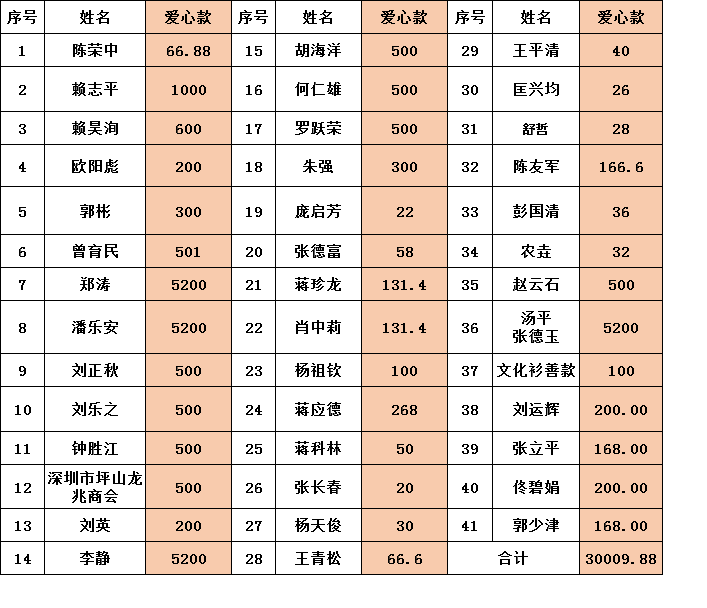 序号 姓名 爱心款 序号 姓名 爱心款 序号 姓名 爱心款
1 陈荣中 66.88 15 胡海洋 500 29 王平清 40
2 赖志平 1000 16 何仁雄 500 30 匡兴均 26
3 赖昊洵 600 17 罗跃荣 500 31 舒哲 28
4 欧阳彪 200 18 朱强 300 32 陈友军 166.6
5 郭彬 300 19 庞启芳 22 33 彭国清 36
6 曾育民 501 20 张德富 58 34 农垚 32
7 郑涛 5200 21 蒋珍龙 131.4 35 赵云石 500
8 潘乐安 5200 22 肖中莉 131.4 36 汤平
张德玉 5200
9 刘正秋 500 23 杨祖钦 100 37 文化衫善款 100
10 刘乐之 500 24 蒋应德 268 38 刘运辉 200.00
11 钟胜江 500 25 蒋科林 50 39 张立平 168.00
12 深圳市坪山龙
兆商会 500 26 张长春 20 40 佟碧娟 200.00
13 刘英 200 27 杨天俊 30 41 郭少津 168.00
14 李静 5200 28 王青松 66.6 合计 30009.88